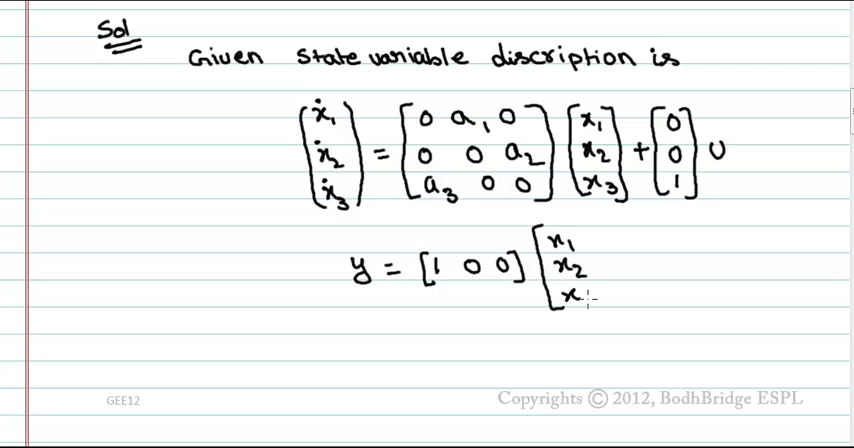 Sol
Given State variable discription is
[ẋ₁ ẋ₂ ẋ₃] = [0 a₁ 0; 0 0 a₂; a₃ 0 0] [x₁ x₂ x₃] + [0 0 1] U
y = [1 0 0] [x₁ x₂ x
GEE12
Copyrights © 2012, BodhBridge ESPL